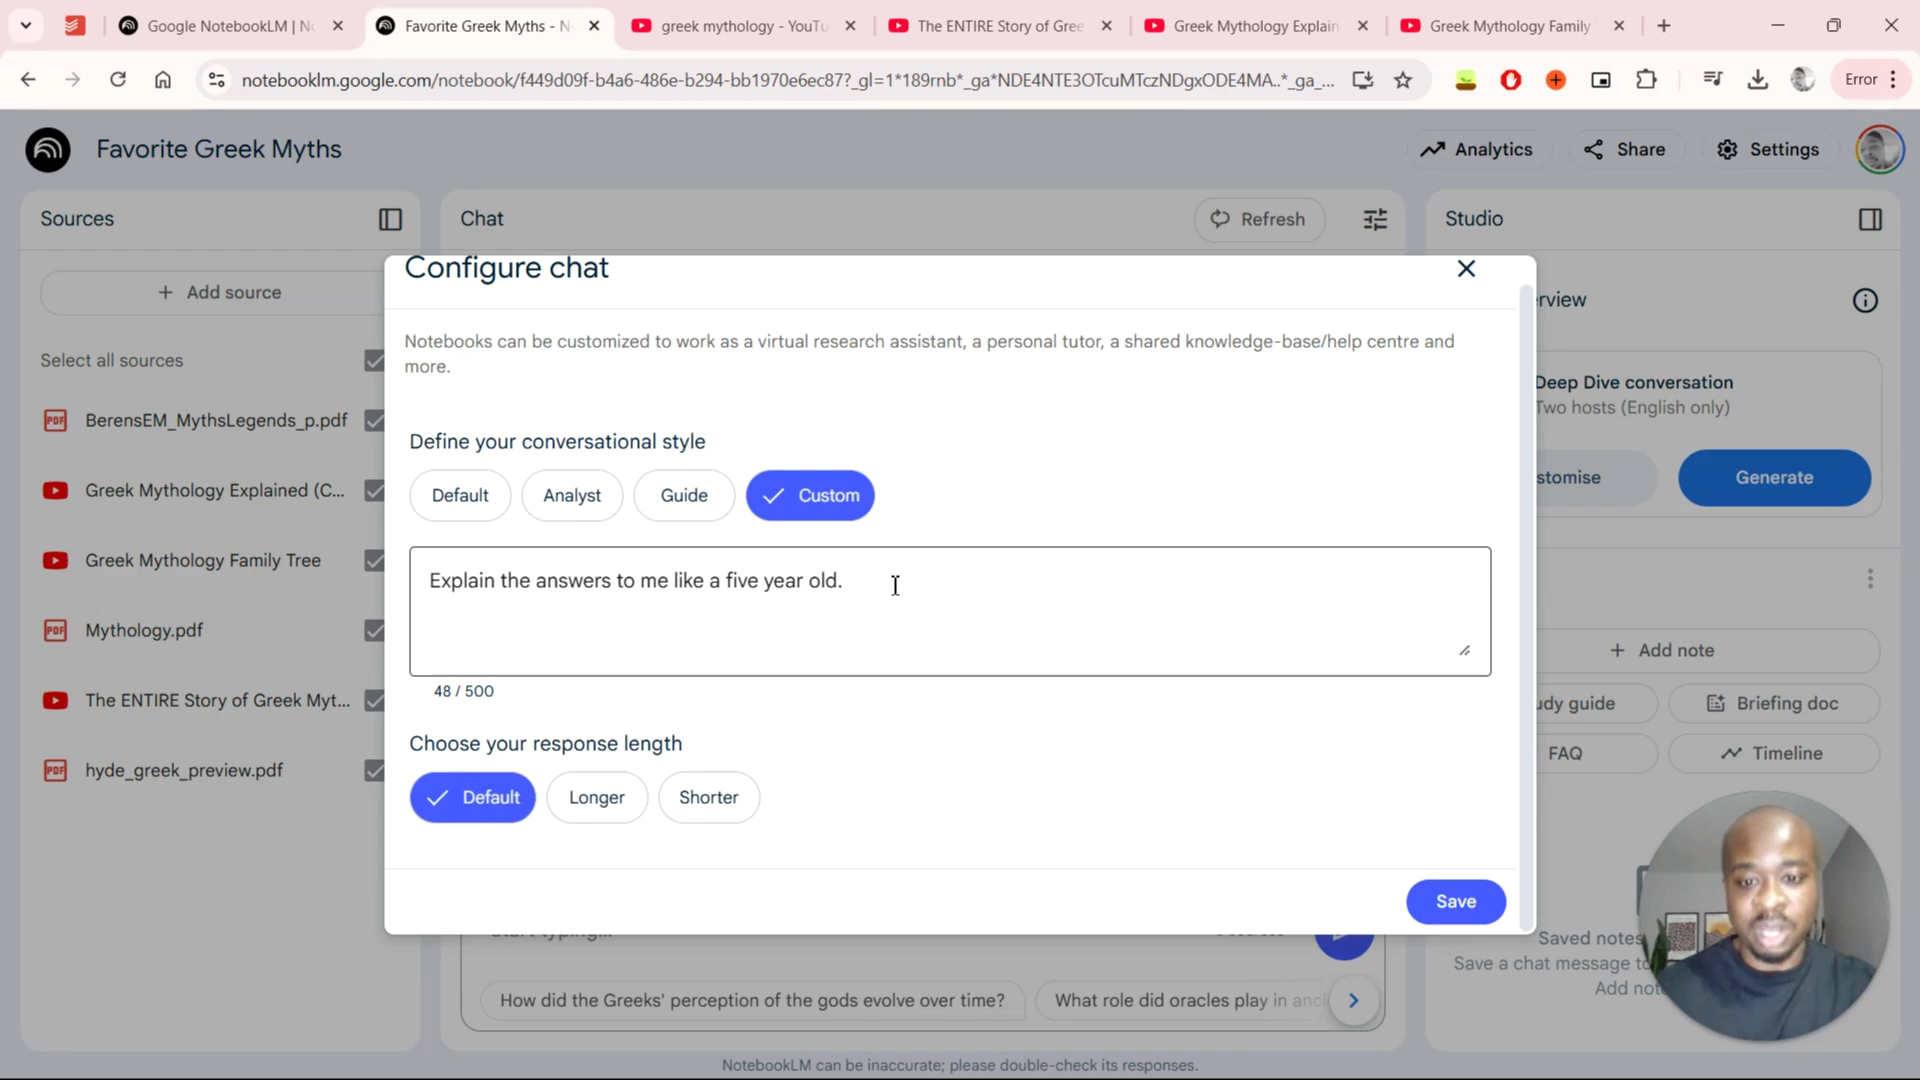 Google NotebookLM | No
Favorite Greek Myths - N
greek mythology - YouTu
The ENTIRE Story of Gree
Greek Mythology Explain
Greek Mythology Family
notebooklm.google.com/notebook/f449d09f-b4a6-486e-b294-bb1970e6ec87?_gl=1*189rnb*_ga*NDE4NTE3OTcuMTczNDgxODE4MA..*_ga_...
Error
Favorite Greek Myths
Analytics
Share
Settings
Sources
Chat
Refresh
Studio
Add source
Configure chat
rview
Select all sources
Notebooks can be customized to work as a virtual research assistant, a personal tutor, a shared knowledge-base/help centre and
more.
Deep Dive conversation
Two hosts (English only)
BerensEM_MythsLegends_p.pdf
Define your conversational style
Default
Analyst
Guide
Custom
stomise
Generate
Greek Mythology Explained (C...
Greek Mythology Family Tree
Explain the answers to me like a five year old.
Mythology.pdf
Add note
48 / 500
The ENTIRE Story of Greek Myt...
udy guide
Briefing doc
Choose your response length
FAQ
Timeline
hyde_greek_preview.pdf
Default
Longer
Shorter
Save
Saved notes
Save a chat message to
Add note
How did the Greeks' perception of the gods evolve over time?
What role did oracles play in anc
NotebookLM can be inaccurate; please double-check its responses.